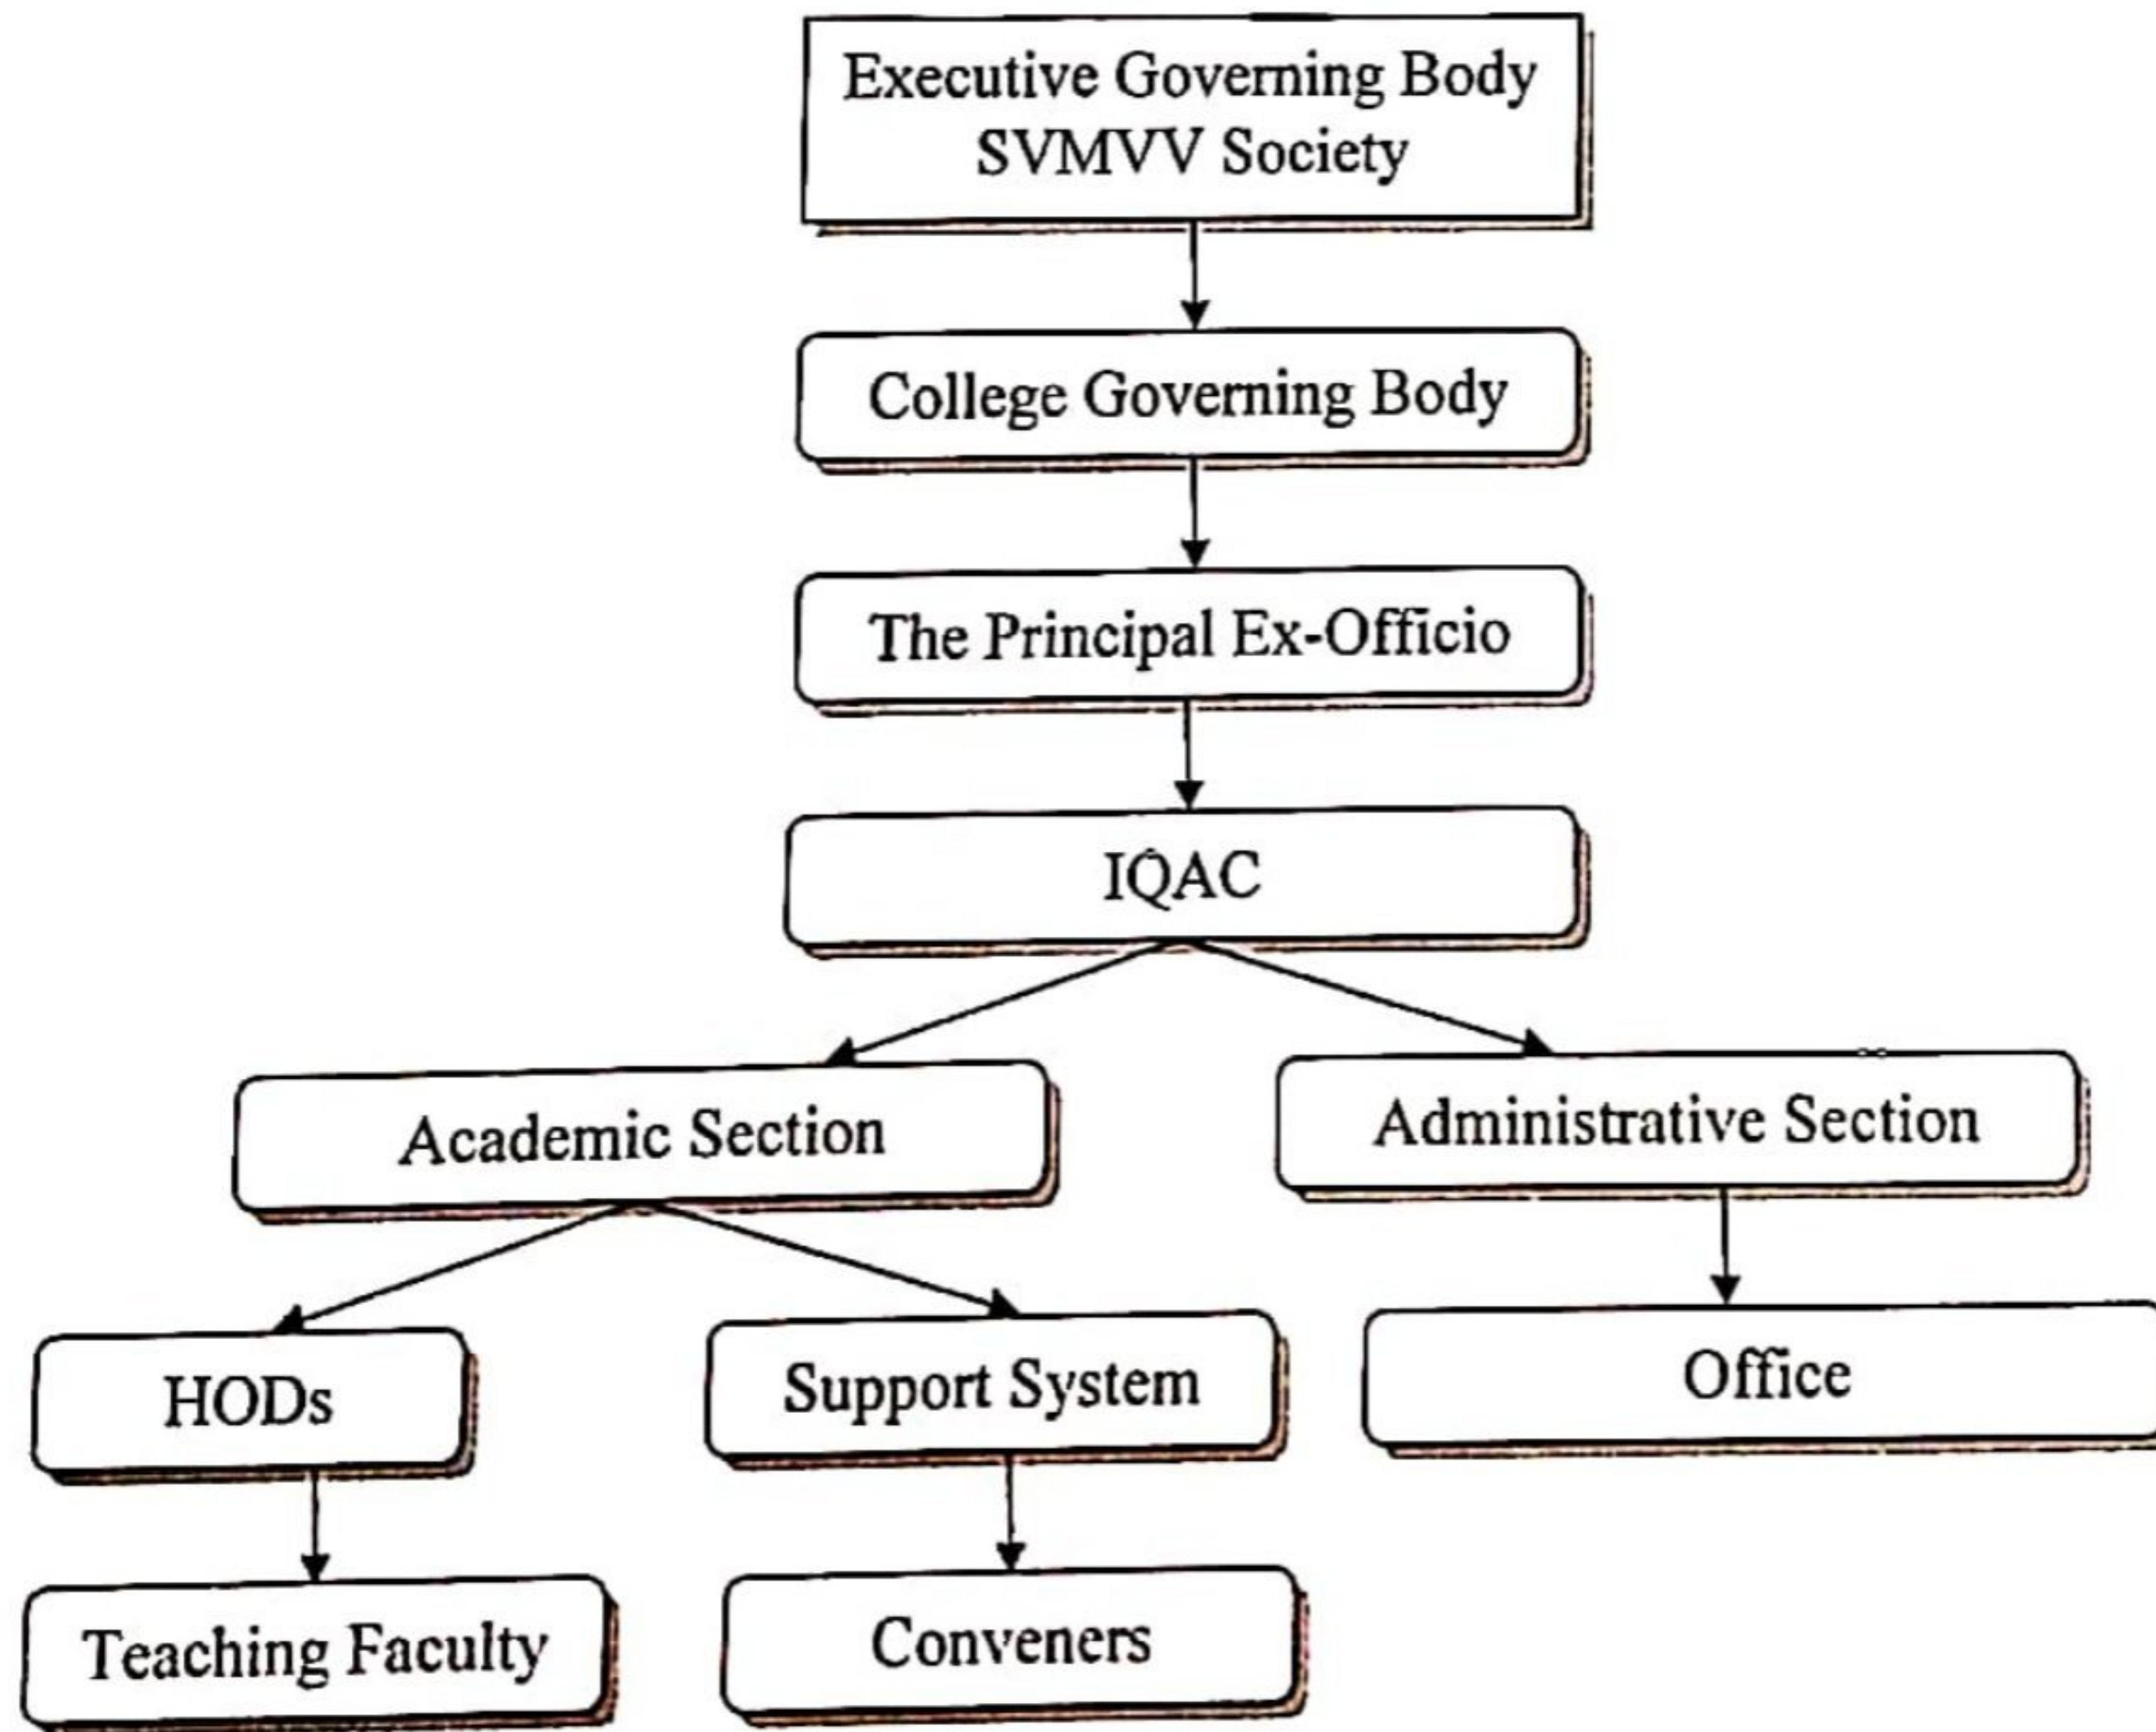 Executive Governing Body
SVMVV Society
College Governing Body
The Principal Ex-Officio
IQAC
Academic Section
Administrative Section
HODs
Support System
Office
Teaching Faculty
Conveners